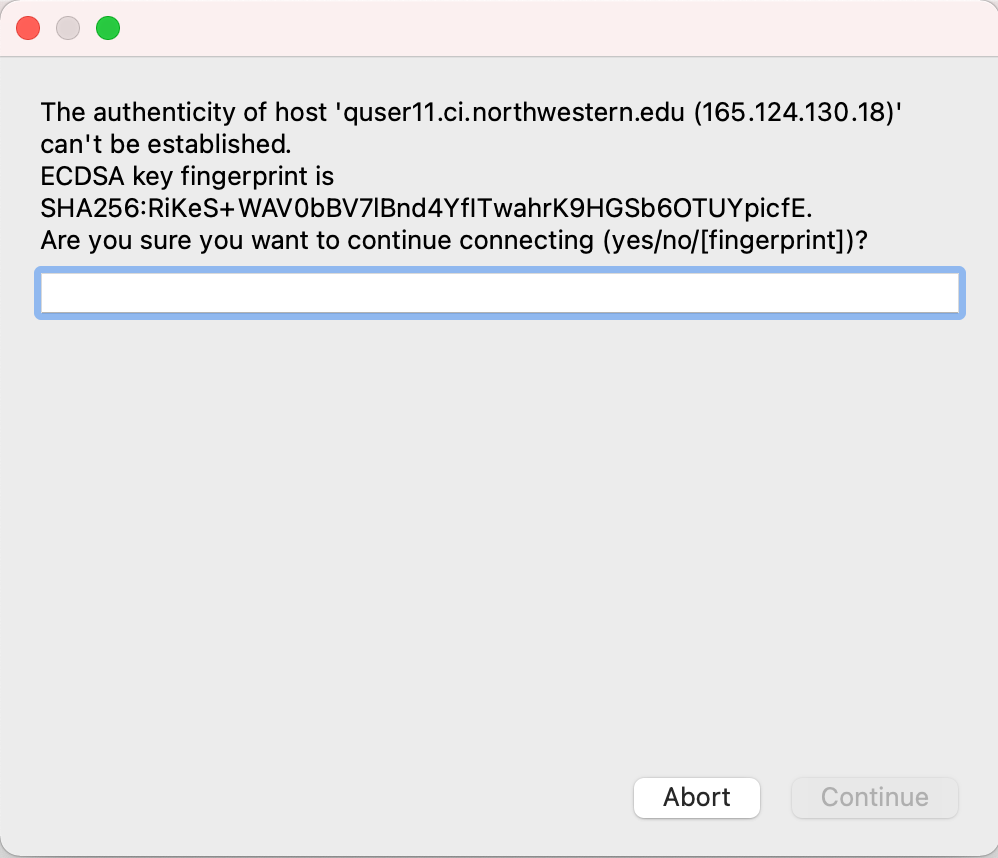 The authenticity of host 'quser11.ci.northwestern.edu (165.124.130.18)'
can't be established.
ECDSA key fingerprint is
SHA256:RiKeS+WAV0bBV7lBnd4YflTwahrK9HGSb6OTUYpicfE.
Are you sure you want to continue connecting (yes/no/[fingerprint])?
Abort
Continue